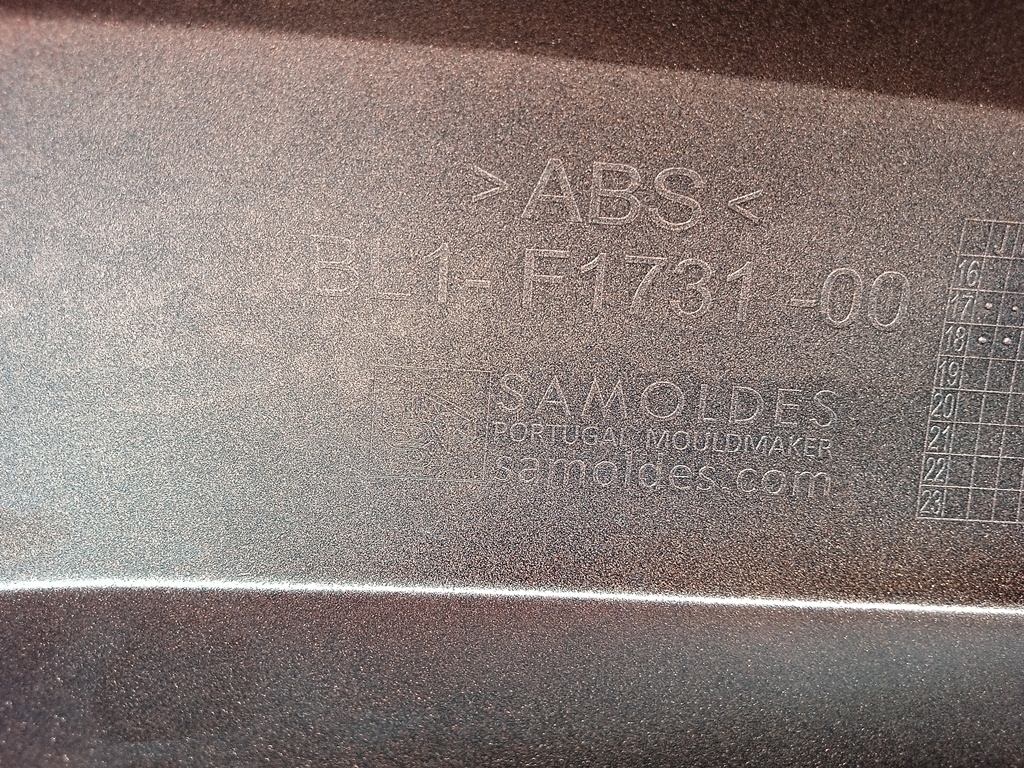 >ABS<
BL1-F1731-00
SAMOLDES
PORTUGAL MOULDMAKER
samoldes.com
J
16
17
18
19
20
21
22
23